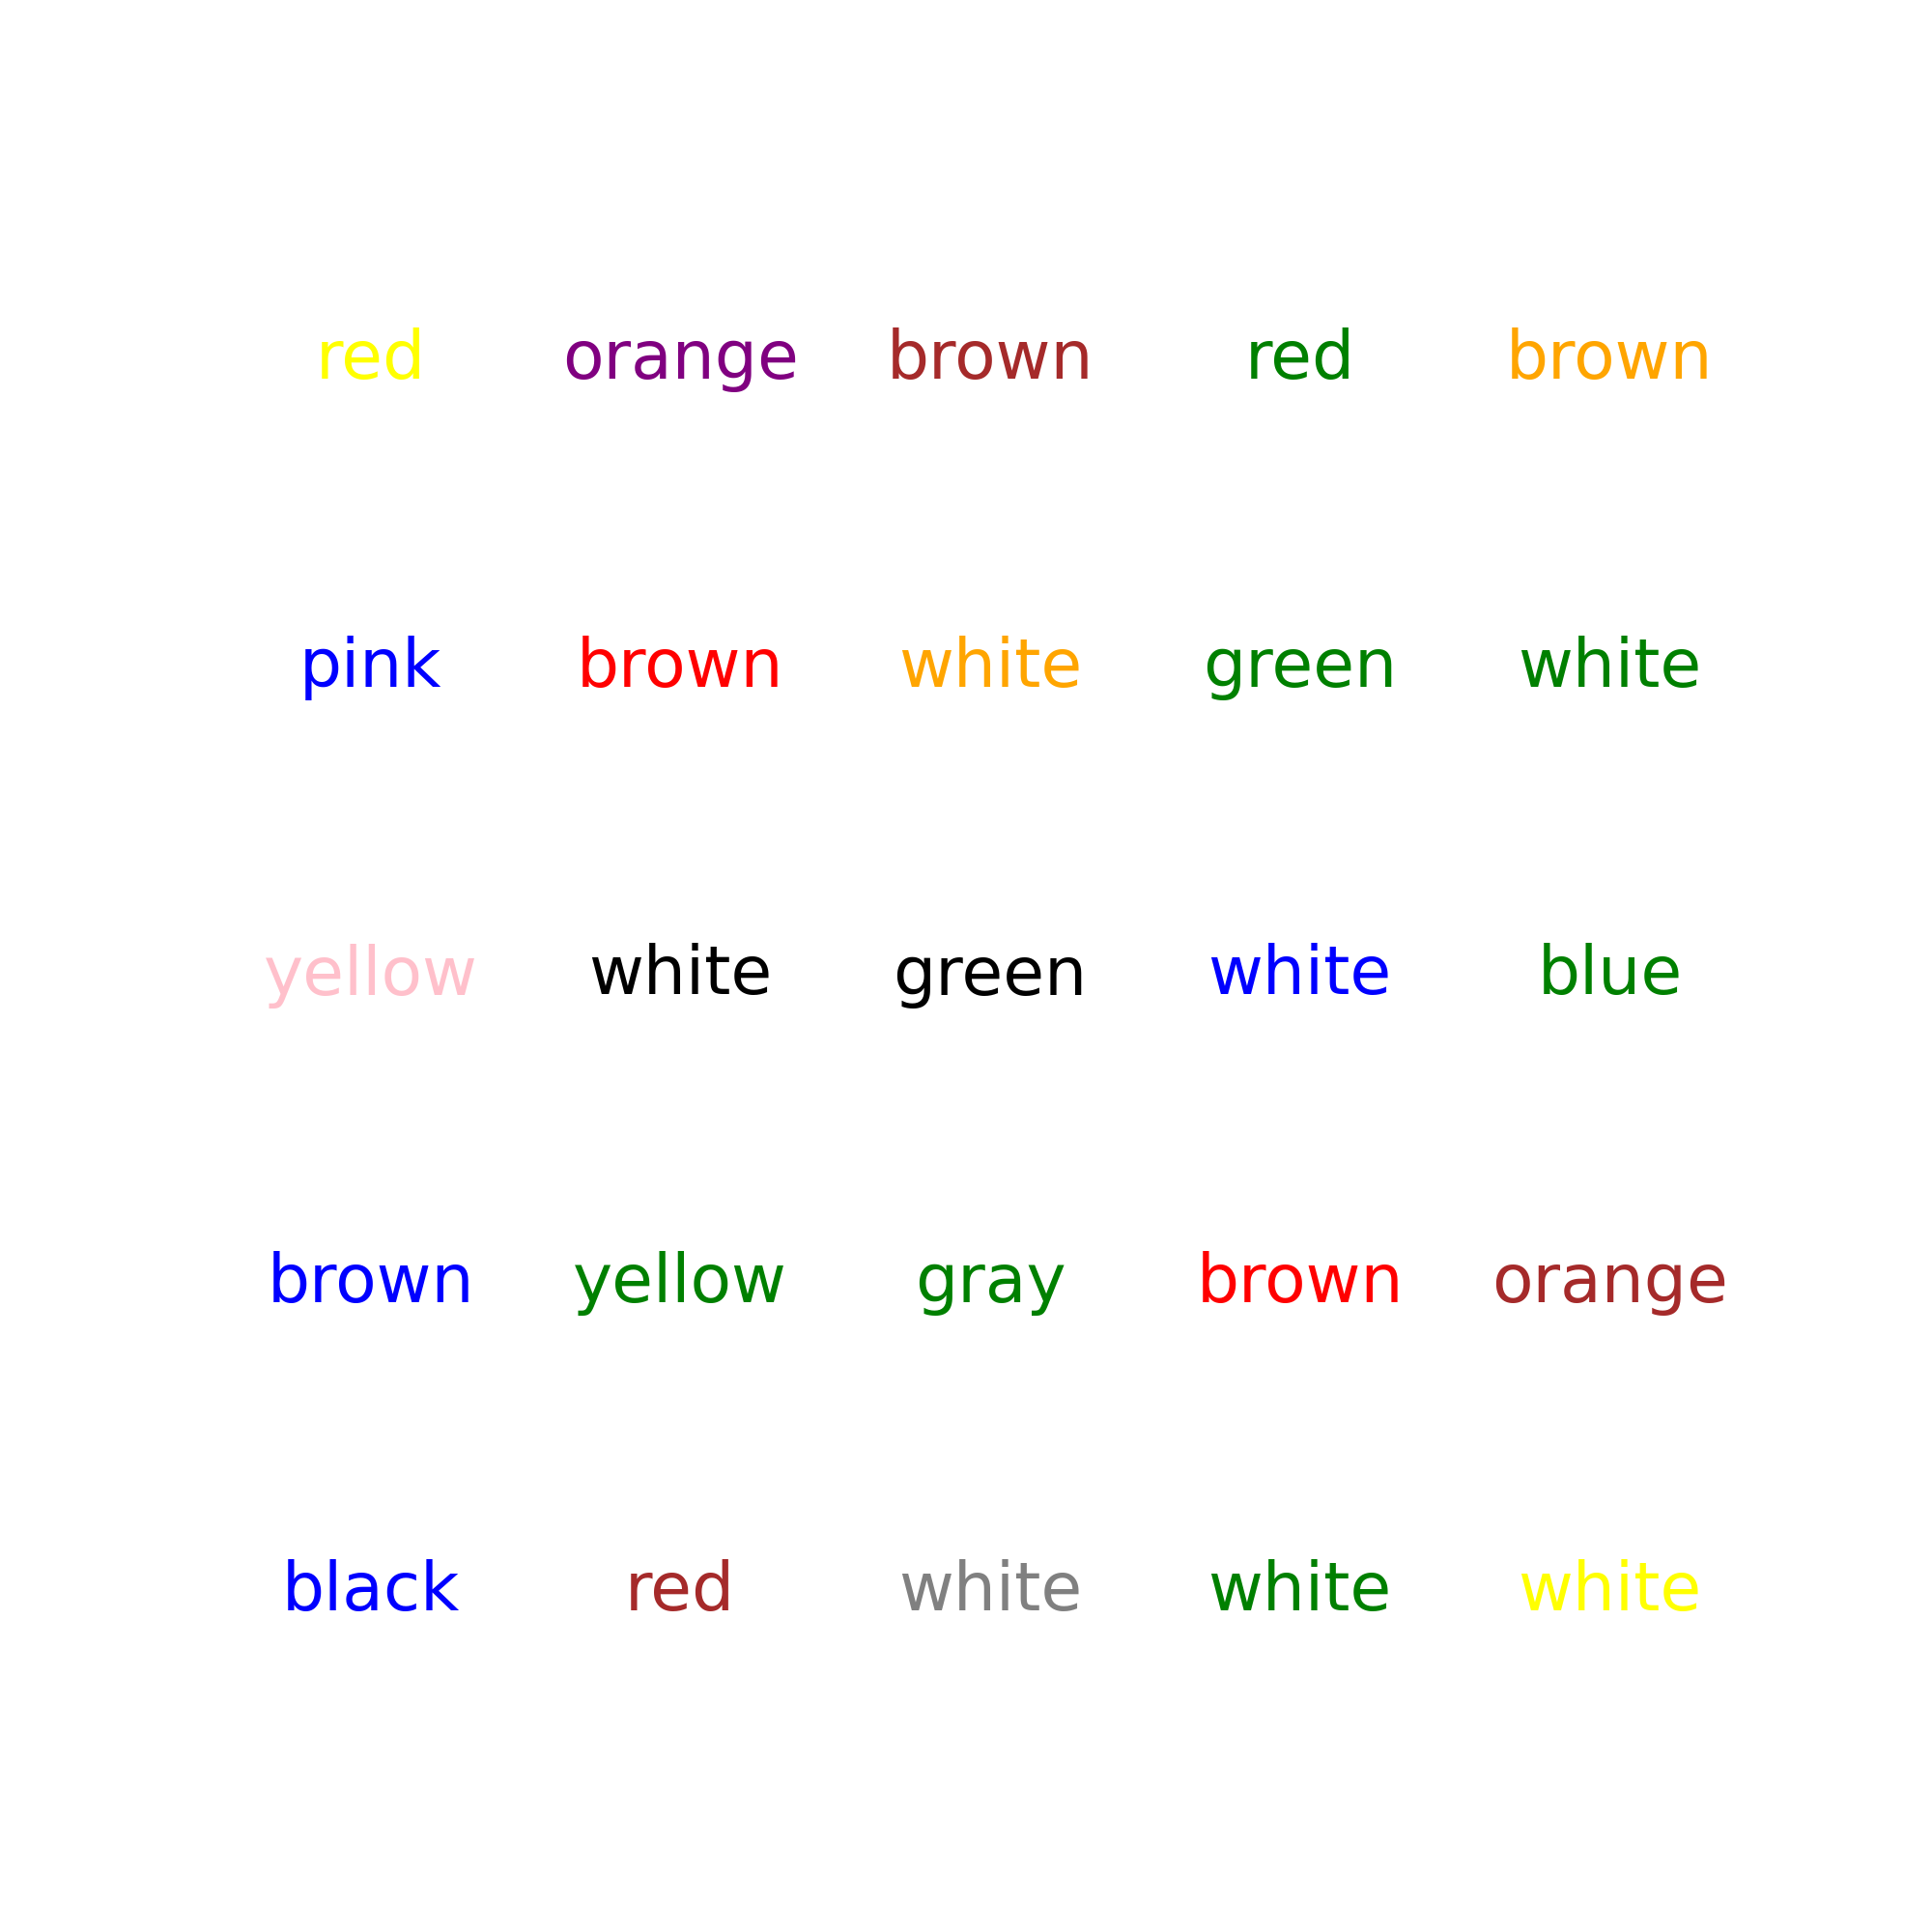 red orange brown red brown
pink brown white green white
yellow white green white blue
brown yellow gray brown orange
black red white white white